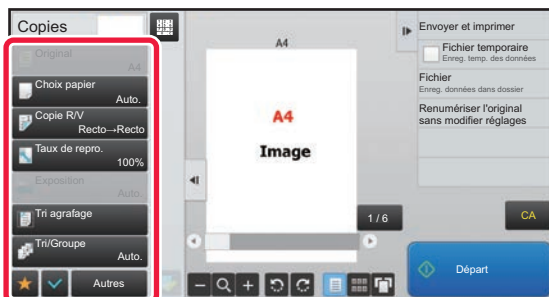 Copies
Original
A4
Choix papier
Auto.
Copie R/V
Recto→Recto
Taux de repro.
100%
Exposition
Auto.
Tri agrafage
Tri/Groupe
Auto.
Autres
A4
A4
Image
1 / 6
Envoyer et imprimer
Fichier temporaire
Enreg. temp. des données
Fichier
Enreg. données dans dossier
Renumériser l'original
sans modifier réglages
CA
Départ